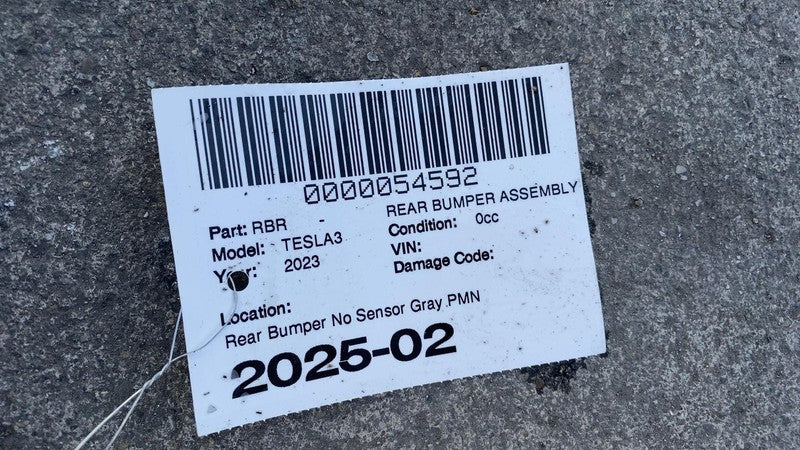 0000054592
Part: RBR - REAR BUMPER ASSEMBLY
Model: TESLA3 Condition: 0cc
Year: 2023 VIN:
Damage Code:
Location:
Rear Bumper No Sensor Gray PMN
2025-02